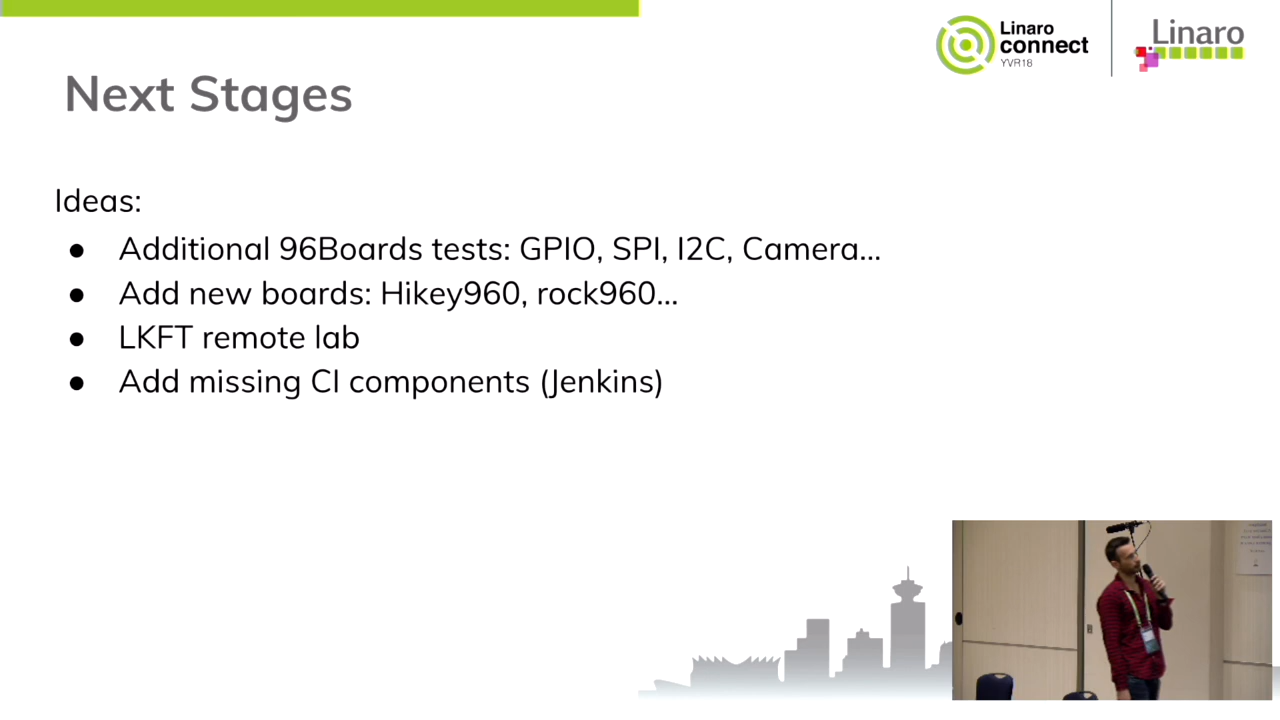 Linaro
connect
YVR18
Linaro
Next Stages
Ideas:
● Additional 96Boards tests: GPIO, SPI, I2C, Camera...
● Add new boards: Hikey960, rock960...
● LKFT remote lab
● Add missing CI components (Jenkins)